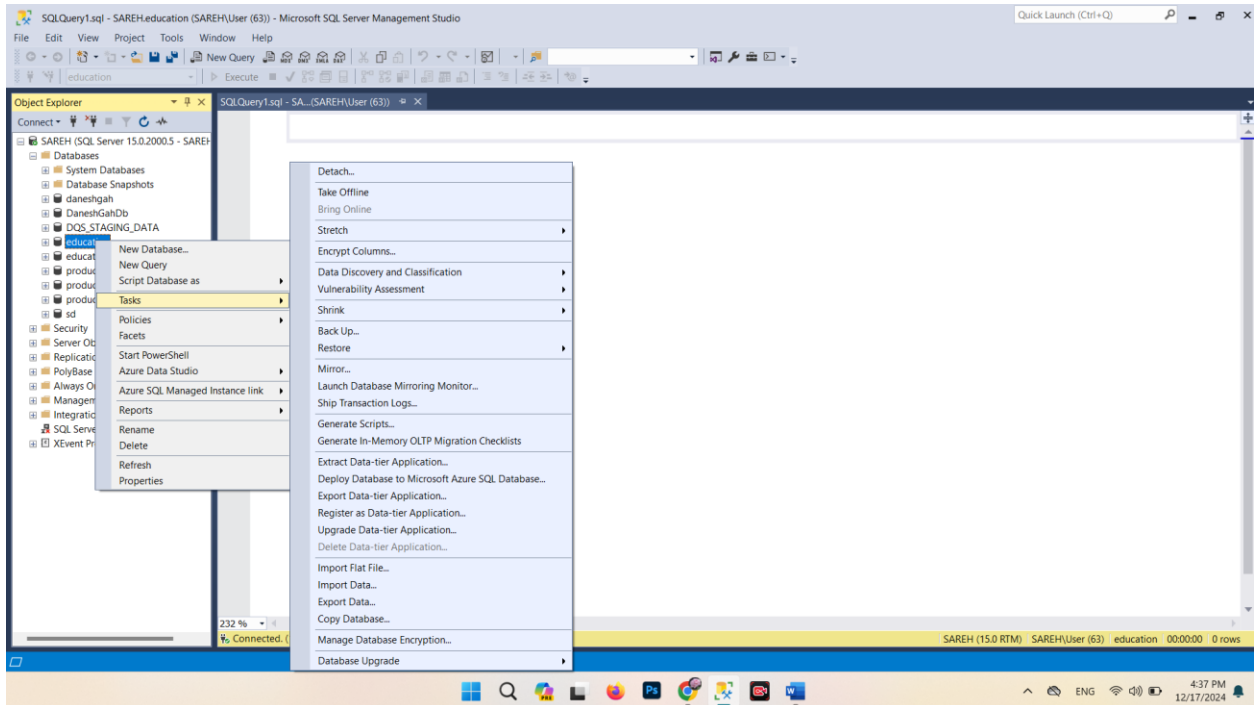 SQLQuery1.sql - SAREH.education (SAREH\User (63)) - Microsoft SQL Server Management Studio
Quick Launch (Ctrl+Q)
File Edit View Project Tools Window Help
New Query
education
Execute
Object Explorer
SQLQuery1.sql - SA...(SAREH\User (63))
Connect
SAREH (SQL Server 15.0.2000.5 - SAREH
Databases
System Databases
Database Snapshots
daneshgah
DaneshGahDb
DQS_STAGING_DATA
educat
educat
produc
produc
produc
sd
Security
Server Ob
Replicatio
PolyBase
Always O
Managem
Integratio
SQL Serve
XEvent Pr
New Database...
New Query
Script Database as
Tasks
Policies
Facets
Start PowerShell
Azure Data Studio
Azure SQL Managed Instance link
Reports
Rename
Delete
Refresh
Properties
Detach...
Take Offline
Bring Online
Stretch
Encrypt Columns...
Data Discovery and Classification
Vulnerability Assessment
Shrink
Back Up...
Restore
Mirror...
Launch Database Mirroring Monitor...
Ship Transaction Logs...
Generate Scripts...
Generate In-Memory OLTP Migration Checklists
Extract Data-tier Application...
Deploy Database to Microsoft Azure SQL Database...
Export Data-tier Application...
Register as Data-tier Application...
Upgrade Data-tier Application...
Delete Data-tier Application...
Import Flat File...
Import Data...
Export Data...
Copy Database...
Manage Database Encryption...
Database Upgrade
232 %
Connected. (
SAREH (15.0 RTM) SAREH\User (63) education 00:00:00 0 rows
Ps
ENG
4:37 PM
12/17/2024